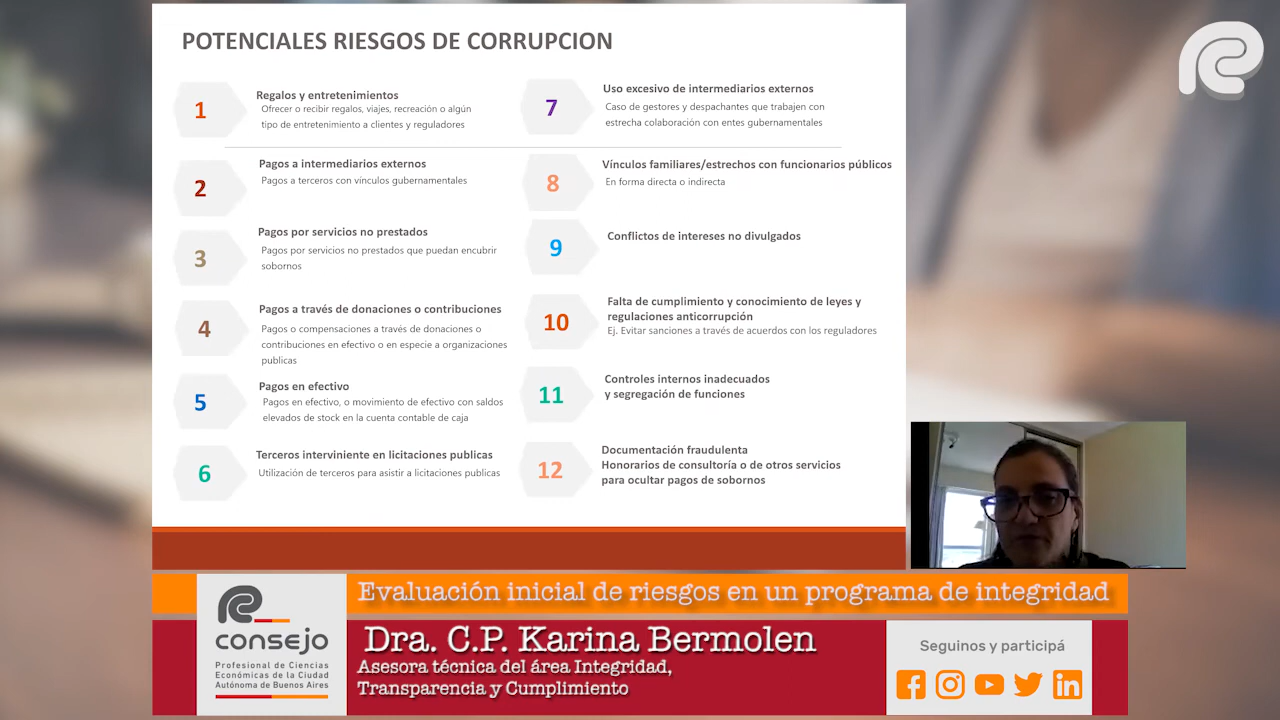 POTENCIALES RIESGOS DE CORRUPCION
1
Regalos y entretenimientos
Ofrecer o recibir regalos, viajes, recreación o algún
tipo de entretenimiento a clientes y reguladores
2
Pagos a intermediarios externos
Pagos a terceros con vínculos gubernamentales
3
Pagos por servicios no prestados
Pagos por servicios no prestados que puedan encubrir
sobornos
4
Pagos a través de donaciones o contribuciones
Pagos o compensaciones a través de donaciones o
contribuciones en efectivo o en especie a organizaciones
publicas
5
Pagos en efectivo
Pagos en efectivo, o movimiento de efectivo con saldos
elevados de stock en la cuenta contable de caja
6
Terceros interviniente en licitaciones publicas
Utilización de terceros para asistir a licitaciones publicas
7
Uso excesivo de intermediarios externos
Caso de gestores y despachantes que trabajen con
estrecha colaboración con entes gubernamentales
8
Vínculos familiares/estrechos con funcionarios públicos
En forma directa o indirecta
9
Conflictos de intereses no divulgados
10
Falta de cumplimiento y conocimiento de leyes y
regulaciones anticorrupción
Ej. Evitar sanciones a través de acuerdos con los reguladores
11
Controles internos inadecuados
y segregación de funciones
12
Documentación fraudulenta
Honorarios de consultoría o de otros servicios
para ocultar pagos de sobornos
consejo
Profesional de Ciencias
Económicas de la Ciudad
Autónoma de Buenos Aires
Evaluación inicial de riesgos en un programa de integridad
Dra. C.P. Karina Bermolen
Asesora técnica del área Integridad,
Transparencia y Cumplimiento
Seguinos y participá